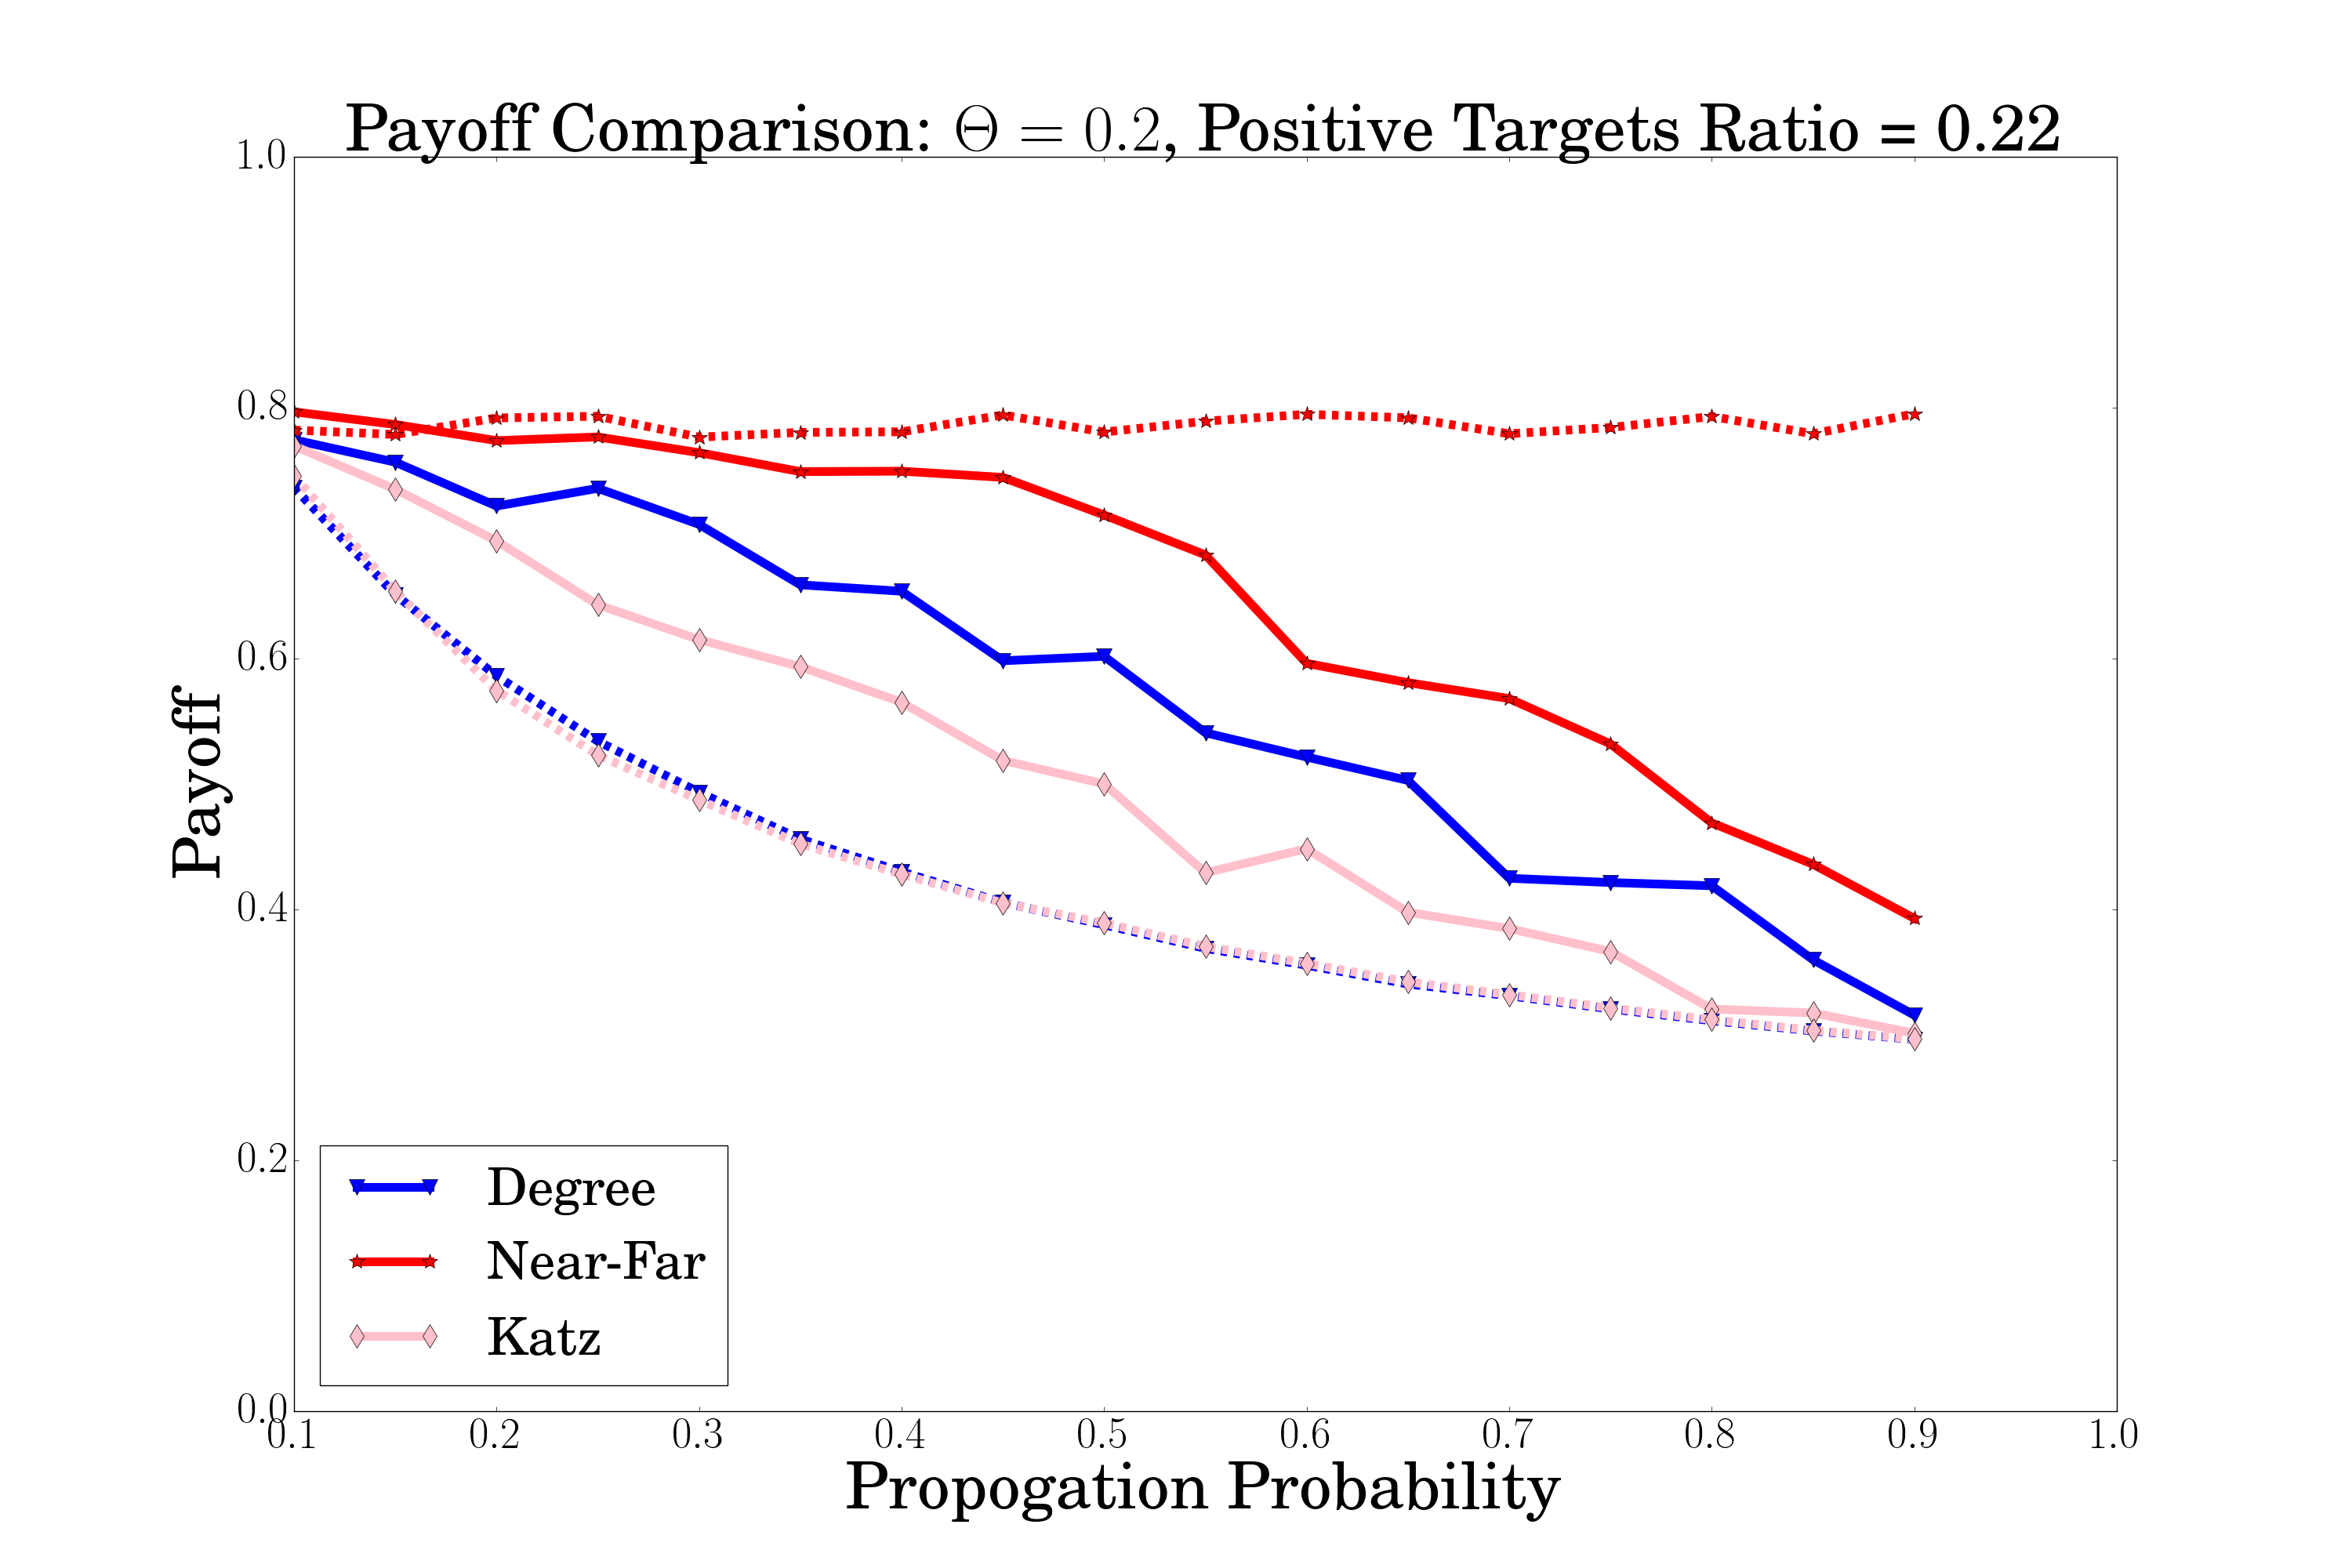 Payoff Comparison: Θ = 0.2, Positive Targets Ratio = 0.22
1.0
0.8
0.6
0.4
0.2
0.0
Payoff
Degree
Near-Far
Katz
0.1 0.2 0.3 0.4 0.5 0.6 0.7 0.8 0.9 1.0
Propogation Probability